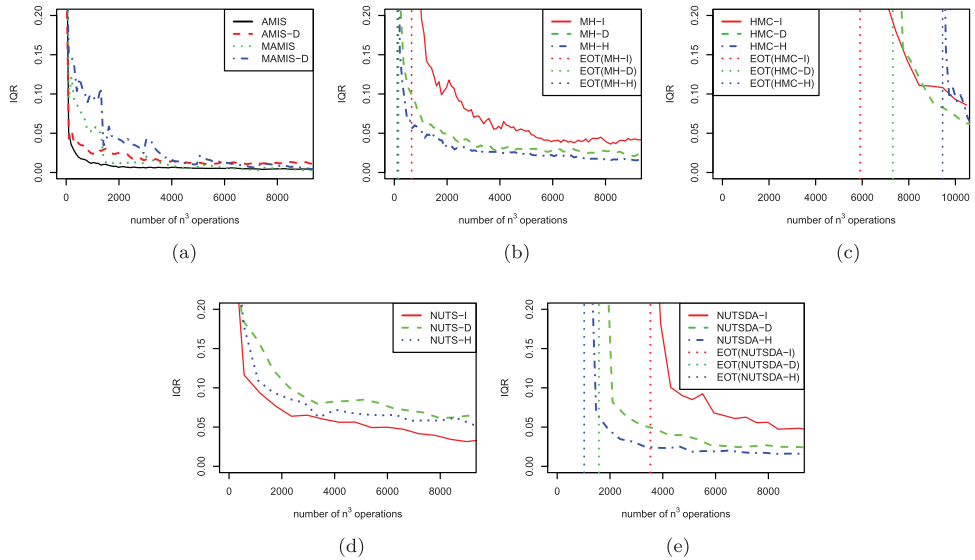 IQR
0.00
0.05
0.10
0.15
0.20
0
2000
4000
6000
8000
number of n³ operations
AMIS
AMIS−D
MAMIS
MAMIS−D
(a)
IQR
0.00
0.05
0.10
0.15
0.20
0
2000
4000
6000
8000
number of n³ operations
MH−I
MH−D
MH−H
EOT(MH−I)
EOT(MH−D)
EOT(MH−H)
(b)
IQR
0.00
0.05
0.10
0.15
0.20
0
2000
4000
6000
8000
10000
number of n³ operations
HMC−I
HMC−D
HMC−H
EOT(HMC−I)
EOT(HMC−D)
EOT(HMC−H)
(c)
IQR
0.00
0.05
0.10
0.15
0.20
0
2000
4000
6000
8000
number of n³ operations
NUTS−I
NUTS−D
NUTS−H
(d)
IQR
0.00
0.05
0.10
0.15
0.20
0
2000
4000
6000
8000
number of n³ operations
NUTSDA−I
NUTSDA−D
NUTSDA−H
EOT(NUTSDA−I)
EOT(NUTSDA−D)
EOT(NUTSDA−H)
(e)